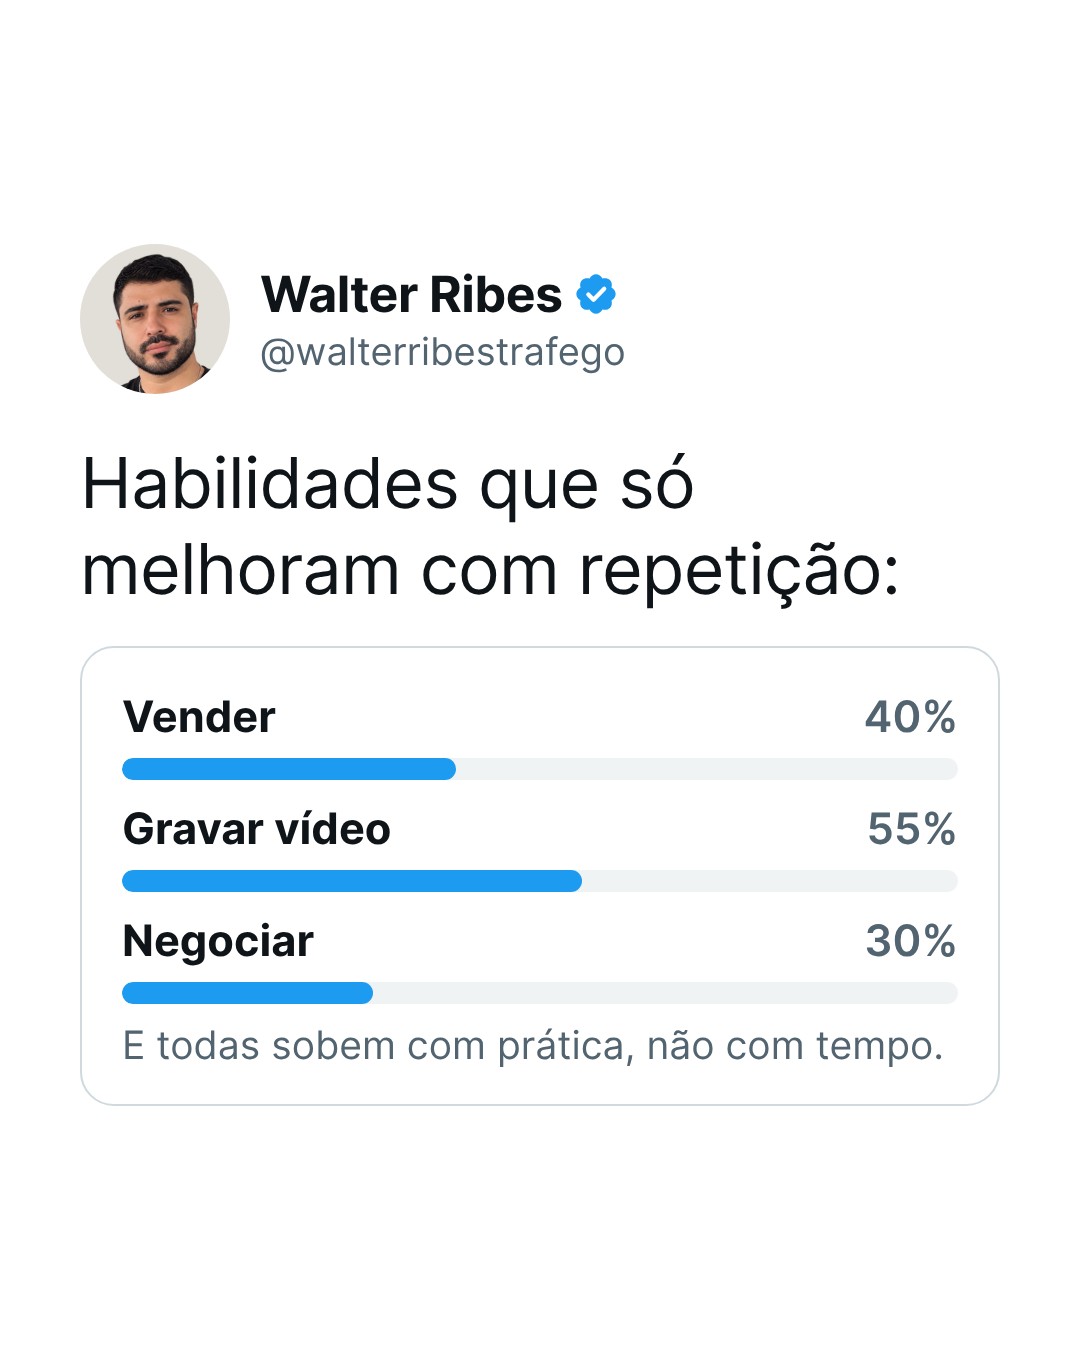 Walter Ribes
@walterribestrafego
Habilidades que só
melhoram com repetição:
Vender 40%
Gravar vídeo 55%
Negociar 30%
E todas sobem com prática, não com tempo.